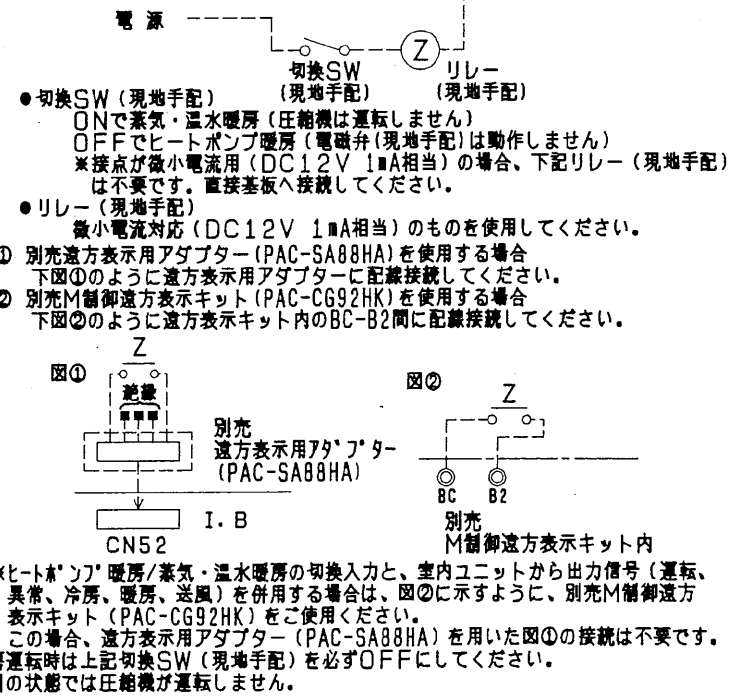 電源
Z
切換SW リレー
(現地手配) (現地手配)
●切換SW(現地手配)
ONで蒸気・温水暖房(圧縮機は運転しません)
OFFでヒートポンプ暖房(電磁弁(現地手配)は動作しません)
※接点が微小電流用(DC12V 1mA相当)の場合、下記リレー(現地手配)
は不要です。直接基板へ接続してください。
●リレー(現地手配)
微小電流対応(DC12V 1mA相当)のものを使用してください。
① 別売遠方表示用アダプター(PAC-SA88HA)を使用する場合
下図①のように遠方表示用アダプターに配線接続してください。
② 別売M制御遠方表示キット(PAC-CG92HK)を使用する場合
下図②のように遠方表示キット内のBC-B2間に配線接続してください。
図①
Z
絶縁
別売
遠方表示用アダプター
(PAC-SA88HA)
I.B
CN52
図②
Z
BC B2
別売
M制御遠方表示キット内
※ヒートポンプ暖房/蒸気・温水暖房の切換入力と、室内ユニットから出力信号(運転、
異常、冷房、暖房、送風)を併用する場合は、図②に示すように、別売M制御遠方
表示キット(PAC-CG92HK)をご使用ください。
この場合、遠方表示用アダプター(PAC-SA88HA)を用いた図①の接続は不要です。
運転時は上記切換SW(現地手配)を必ずOFFにしてください。
の状態では圧縮機が運転しません。